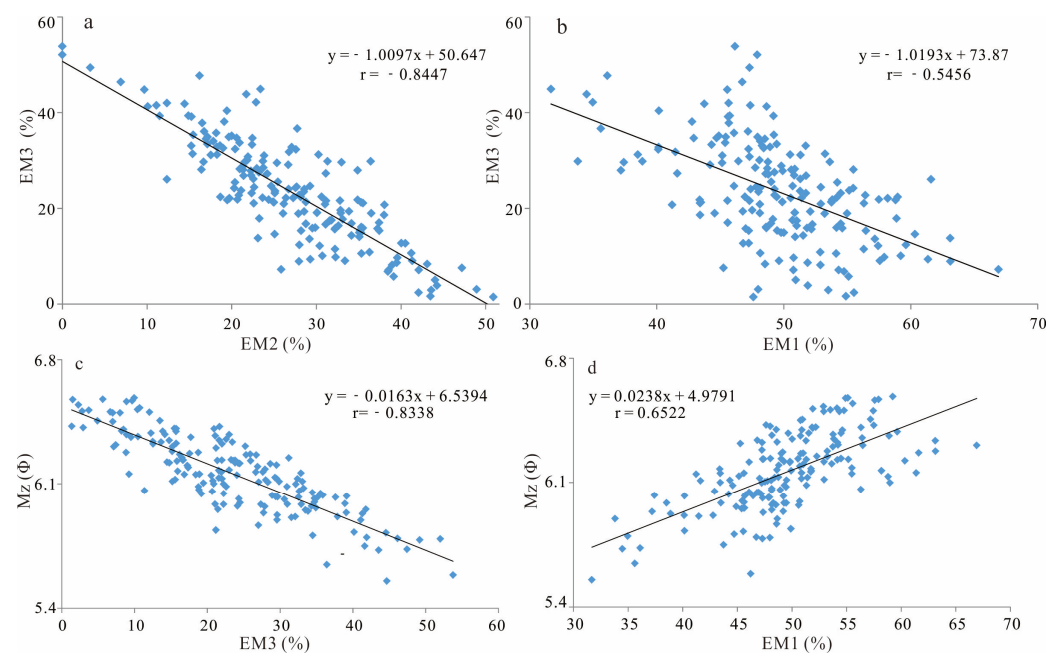 a
60
40
20
0
EM3 (%)
y = - 1.0097x + 50.647
r = - 0.8447
0 10 20 30 40 50
EM2 (%)
b
60
40
20
0
EM3 (%)
y = - 1.0193x + 73.87
r= - 0.5456
30 40 50 60 70
EM1 (%)
c
6.8
6.1
5.4
Mz (Φ)
y = - 0.0163x + 6.5394
r= - 0.8338
0 10 20 30 40 50 60
EM3 (%)
d
6.8
6.1
5.4
Mz (Φ)
y = 0.0238x + 4.9791
r = 0.6522
30 35 40 45 50 55 60 65 70
EM1 (%)